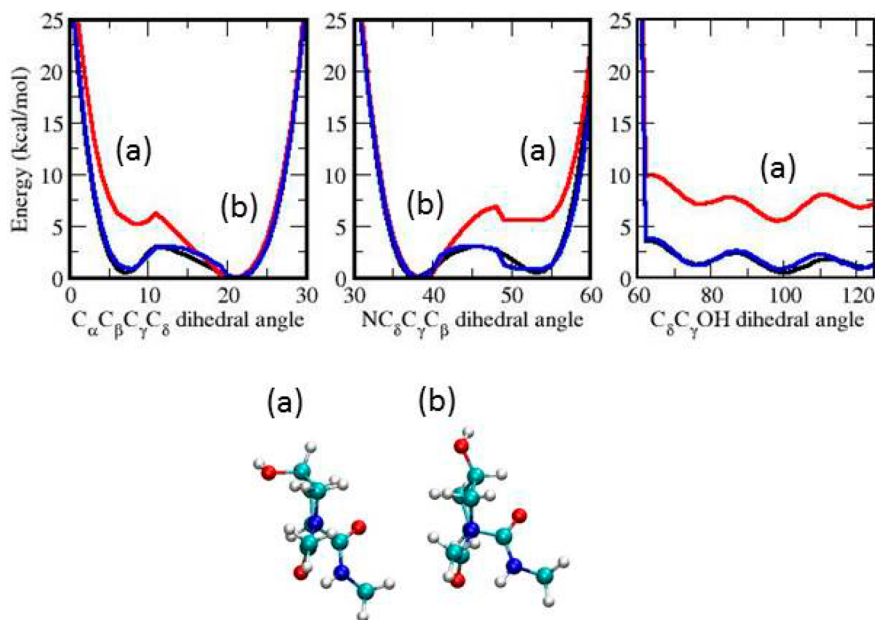 25
20
15
10
5
0
Energy (kcal/mol)
(a)
(b)
0 10 20 30
CαCβCγCδ dihedral angle
25
20
15
10
5
0
(a)
(b)
30 40 50 60
NCδCγCβ dihedral angle
25
20
15
10
5
0
(a)
60 80 100 120
CδCγOH dihedral angle
(a) (b)